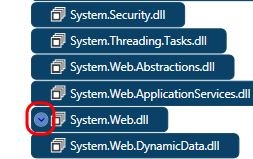 System.Security.dll
System.Threading.Tasks.dll
System.Web.Abstractions.dll
System.Web.ApplicationServices.dll
System.Web.dll
System.Web.DynamicData.dll